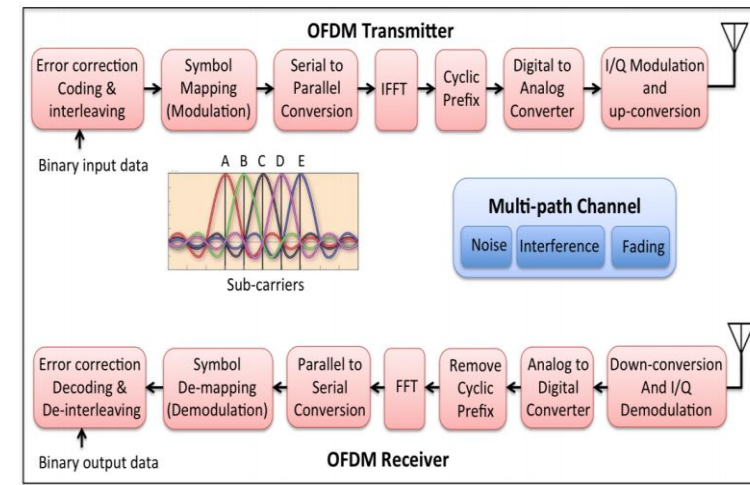 OFDM Transmitter
Error correction
Coding &
interleaving
Symbol
Mapping
(Modulation)
Serial to
Parallel
Conversion
IFFT
Cyclic
Prefix
Digital to
Analog
Converter
I/Q Modulation
and
up-conversion
Binary input data
A B C D E
Sub-carriers
Multi-path Channel
Noise
Interference
Fading
Error correction
Decoding &
De-interleaving
Symbol
De-mapping
(Demodulation)
Parallel to
Serial
Conversion
FFT
Remove
Cyclic
Prefix
Analog to
Digital
Converter
Down-conversion
And I/Q
Demodulation
Binary output data
OFDM Receiver